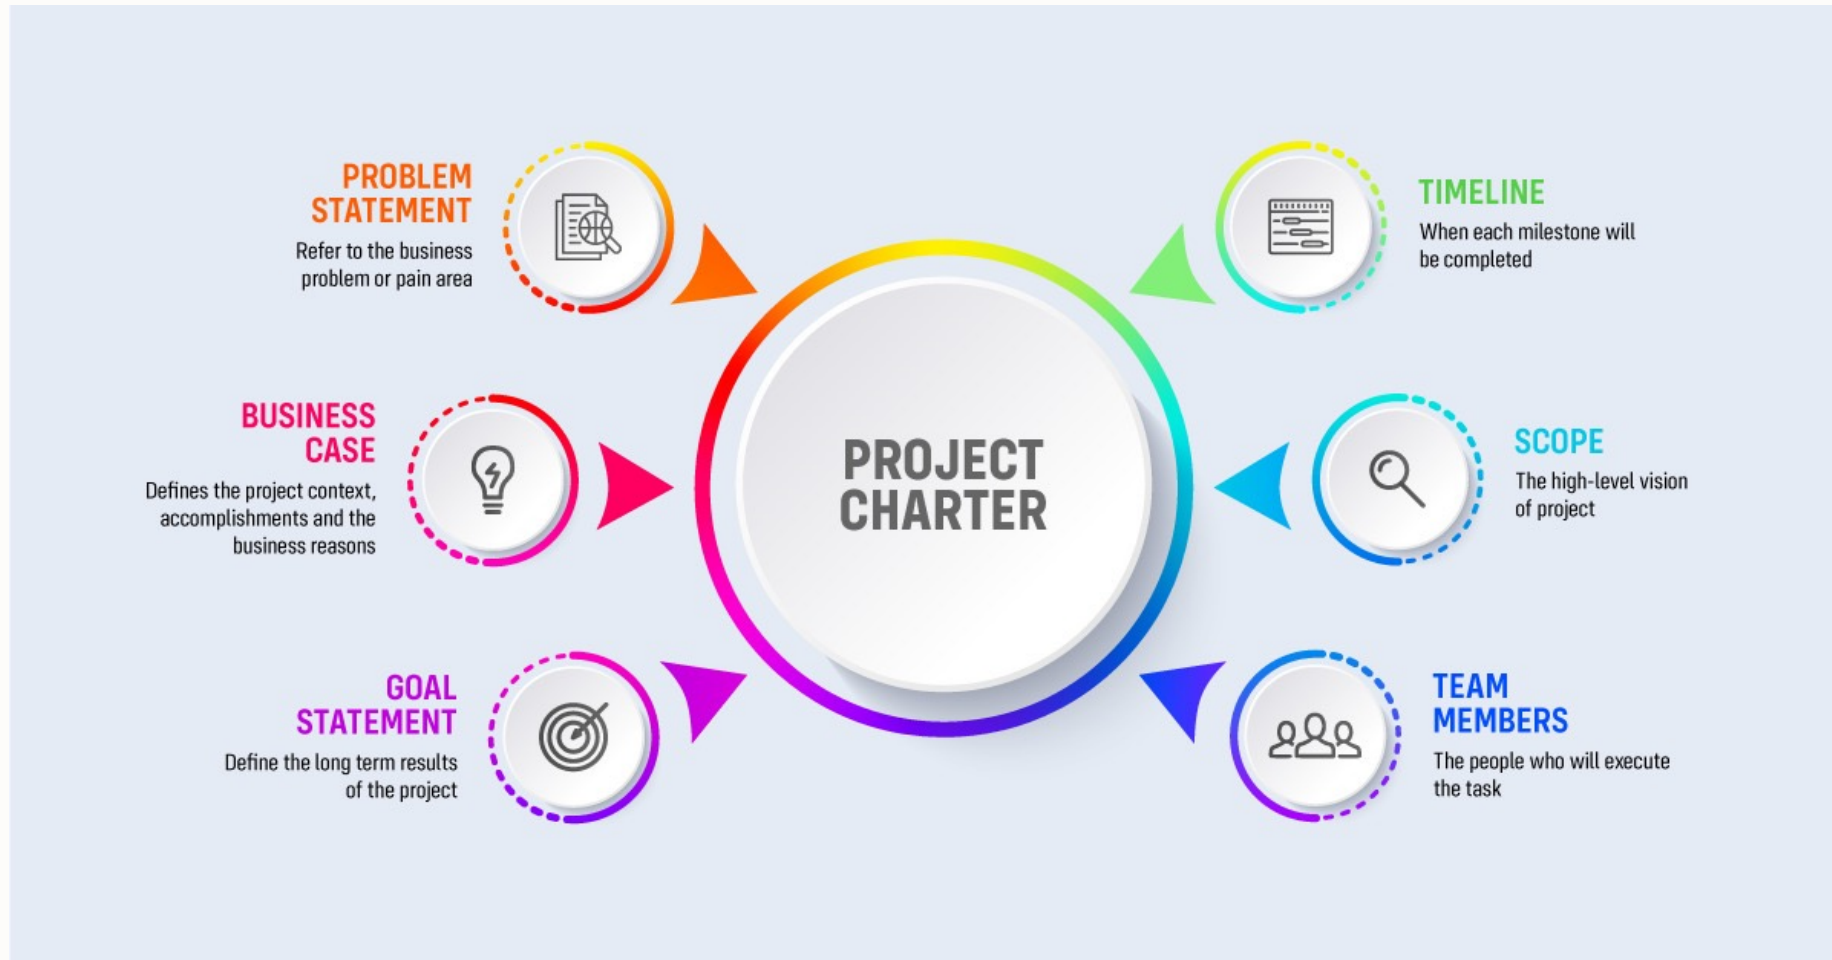 PROBLEM
STATEMENT
Refer to the business
problem or pain area
BUSINESS
CASE
Defines the project context,
accomplishments and the
business reasons
GOAL
STATEMENT
Define the long term results
of the project
PROJECT
CHARTER
TIMELINE
When each milestone will
be completed
SCOPE
The high-level vision
of project
TEAM
MEMBERS
The people who will execute
the task